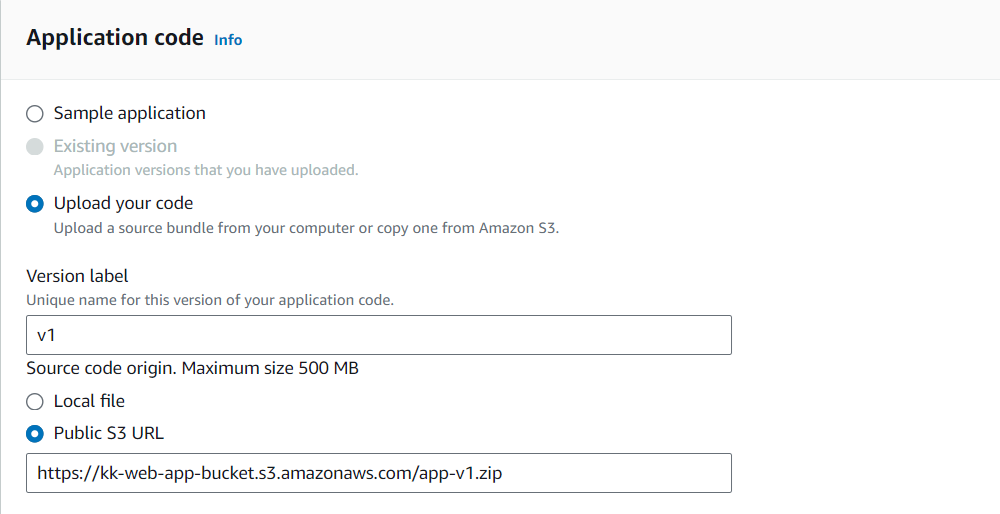 Application code Info
Sample application
Existing version
Application versions that you have uploaded.
Upload your code
Upload a source bundle from your computer or copy one from Amazon S3.
Version label
Unique name for this version of your application code.
v1
Source code origin. Maximum size 500 MB
Local file
Public S3 URL
https://kk-web-app-bucket.s3.amazonaws.com/app-v1.zip